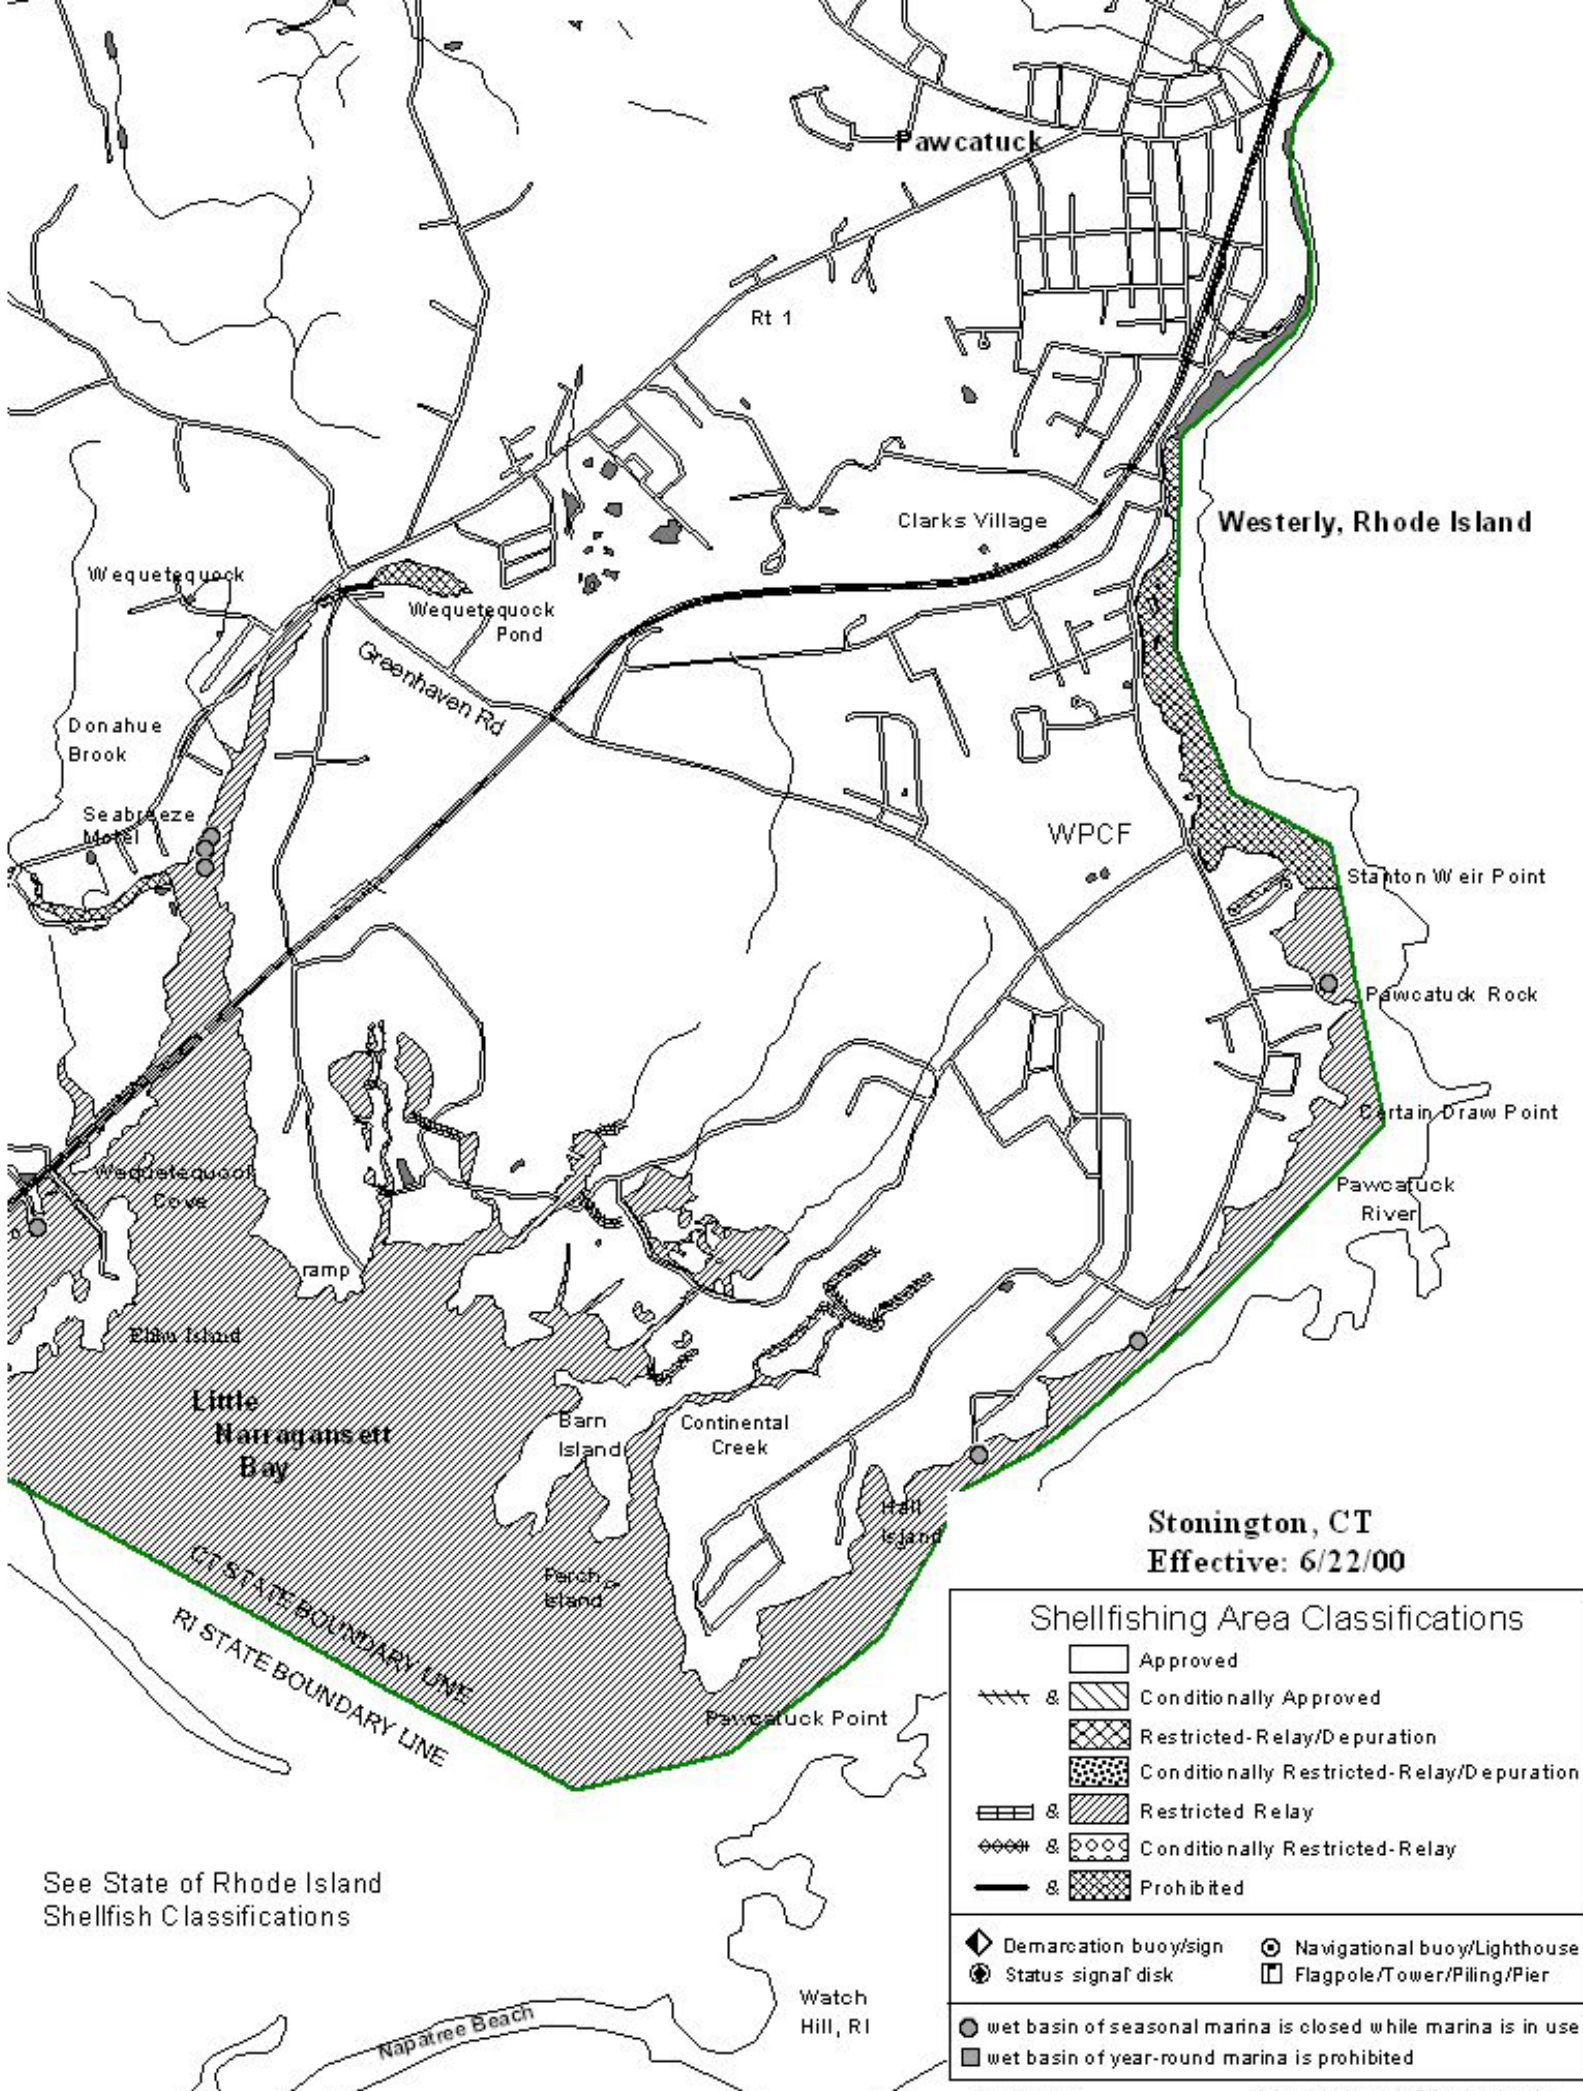 Pawcatuck
Rt 1
Clarks Village
Westerly, Rhode Island
Wequetequock
Wequetequock
Pond
Greenhaven Rd
Donahue
Brook
Seabreeze
Motel
WPCF
Stanton Weir Point
Pawcatuck Rock
Certain Draw Point
Pawcatuck
River
Wequetequock
Cove
ramp
Elihu Island
Little
Narragansett
Bay
Barn
Island
Continental
Creek
Hall
Island
Perch
Island
CT STATE BOUNDARY LINE
RI STATE BOUNDARY LINE
Pawcatuck Point
Stonington, CT
Effective: 6/22/00
Shellfishing Area Classifications
Approved
& Conditionally Approved
Restricted-Relay/Depuration
Conditionally Restricted-Relay/Depuration
& Restricted Relay
& Conditionally Restricted-Relay
& Prohibited
Demarcation buoy/sign
Navigational buoy/Lighthouse
Status signal disk
Flagpole/Tower/Piling/Pier
wet basin of seasonal marina is closed while marina is in use
wet basin of year-round marina is prohibited
See State of Rhode Island
Shellfish Classifications
Watch
Hill, RI
Napatree Beach